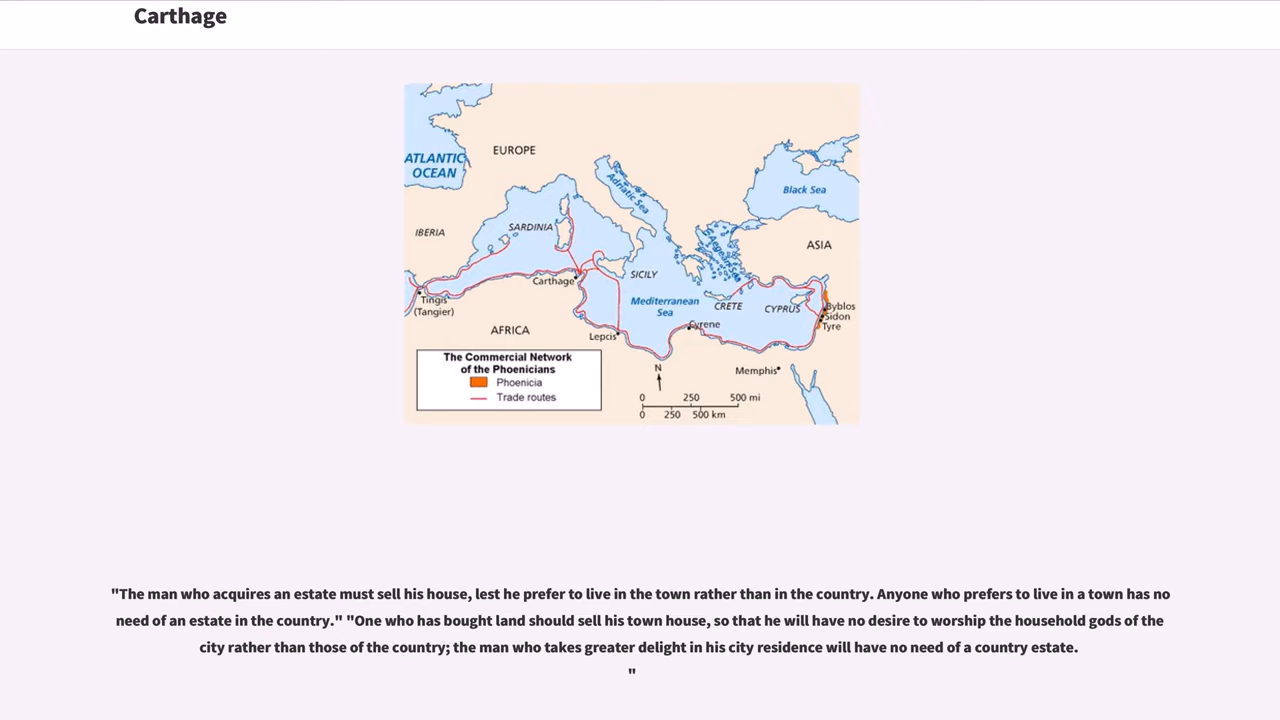 Carthage
ATLANTIC
OCEAN
EUROPE
Adriatic Sea
Black Sea
IBERIA
SARDINIA
Aegean Sea
ASIA
SICILY
Carthage
Tingis
(Tangier)
Mediterranean
Sea
CRETE
CYPRUS
Byblos
Sidon
Tyre
AFRICA
Lepcis
Cyrene
Memphis
The Commercial Network
of the Phoenicians
Phoenicia
Trade routes
N
0 250 500 mi
0 250 500 km
"The man who acquires an estate must sell his house, lest he prefer to live in the town rather than in the country. Anyone who prefers to live in a town has no
need of an estate in the country." "One who has bought land should sell his town house, so that he will have no desire to worship the household gods of the
city rather than those of the country; the man who takes greater delight in his city residence will have no need of a country estate.
"